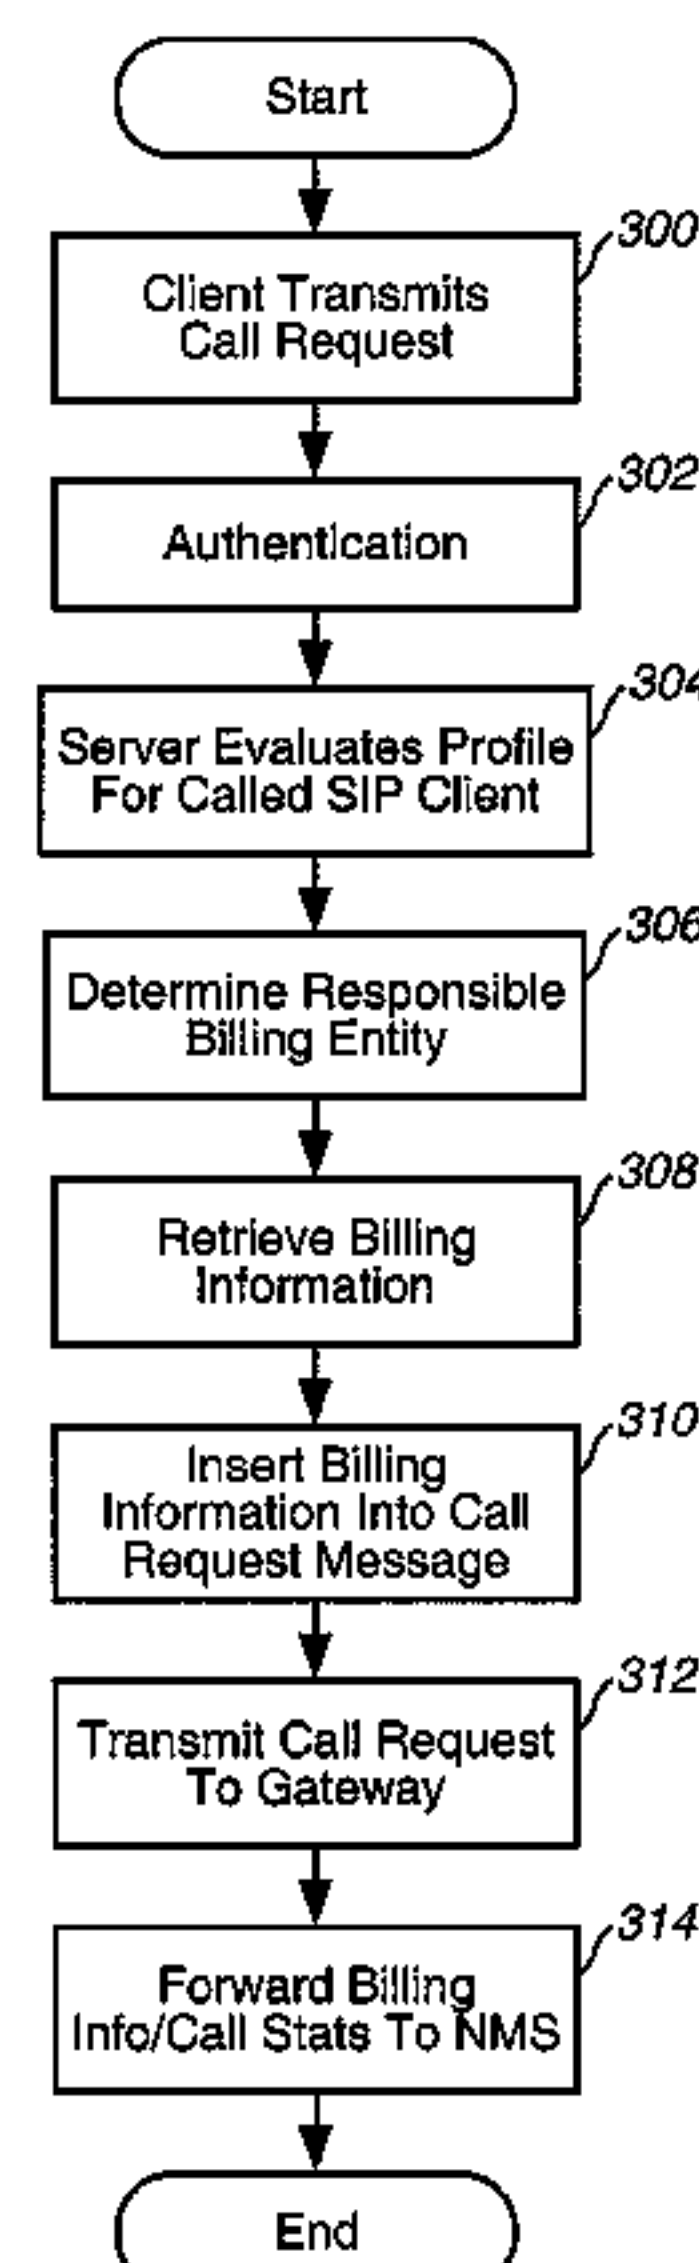 Start
300
Client Transmits
Call Request
302
Authentication
304
Server Evaluates Profile
For Called SIP Client
306
Determine Responsible
Billing Entity
308
Retrieve Billing
Information
310
Insert Billing
Information Into Call
Request Message
312
Transmit Call Request
To Gateway
314
Forward Billing
Info/Call Stats To NMS
End